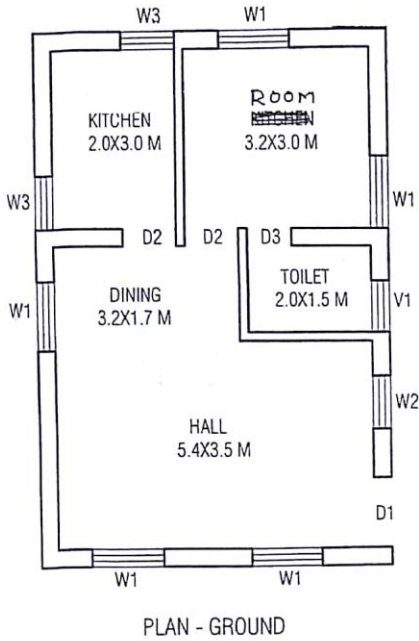 W3
W1
KITCHEN
2.0X3.0 M
ROOM
3.2X3.0 M
W3
W1
D2
D2
D3
TOILET
2.0X1.5 M
V1
W1
DINING
3.2X1.7 M
W2
HALL
5.4X3.5 M
D1
W1
W1
PLAN - GROUND